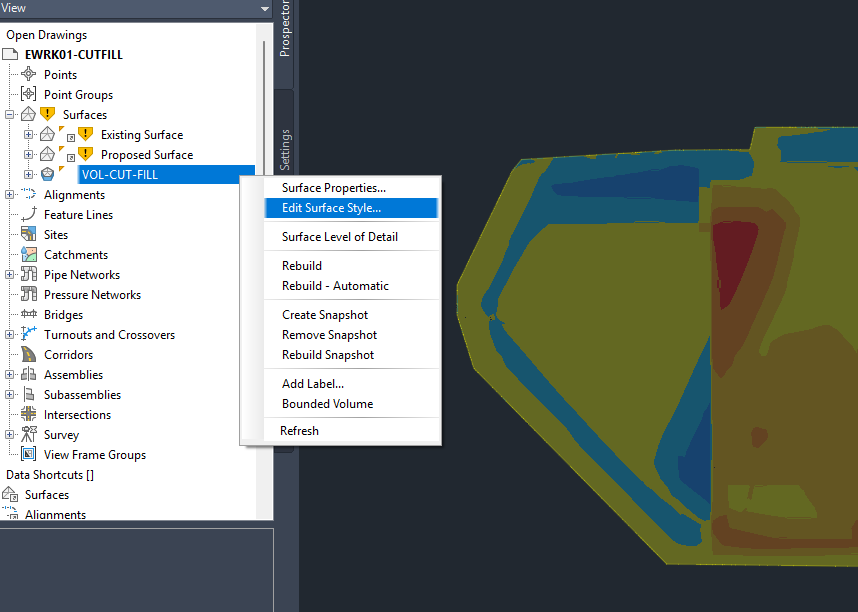 View
Prospector
Settings
Open Drawings
EWRK01-CUTFILL
Points
Point Groups
Surfaces
Existing Surface
Proposed Surface
VOL-CUT-FILL
Alignments
Feature Lines
Sites
Catchments
Pipe Networks
Pressure Networks
Bridges
Turnouts and Crossovers
Corridors
Assemblies
Subassemblies
Intersections
Survey
View Frame Groups
Data Shortcuts []
Surfaces
Alignments
Surface Properties...
Edit Surface Style...
Surface Level of Detail
Rebuild
Rebuild - Automatic
Create Snapshot
Remove Snapshot
Rebuild Snapshot
Add Label...
Bounded Volume
Refresh